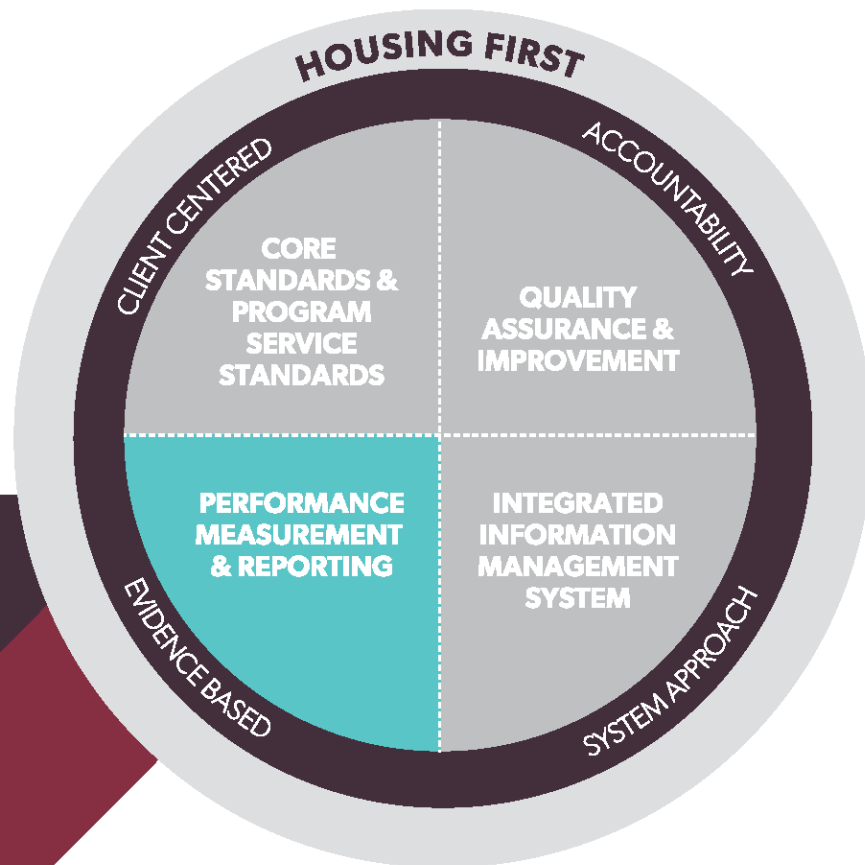 HOUSING FIRST
CLIENT CENTERED
ACCOUNTABILITY
CORE
STANDARDS &
PROGRAM
SERVICE
STANDARDS
QUALITY
ASSURANCE &
IMPROVEMENT
PERFORMANCE
MEASUREMENT
& REPORTING
INTEGRATED
INFORMATION
MANAGEMENT
SYSTEM
EVIDENCE BASED
SYSTEM APPROACH